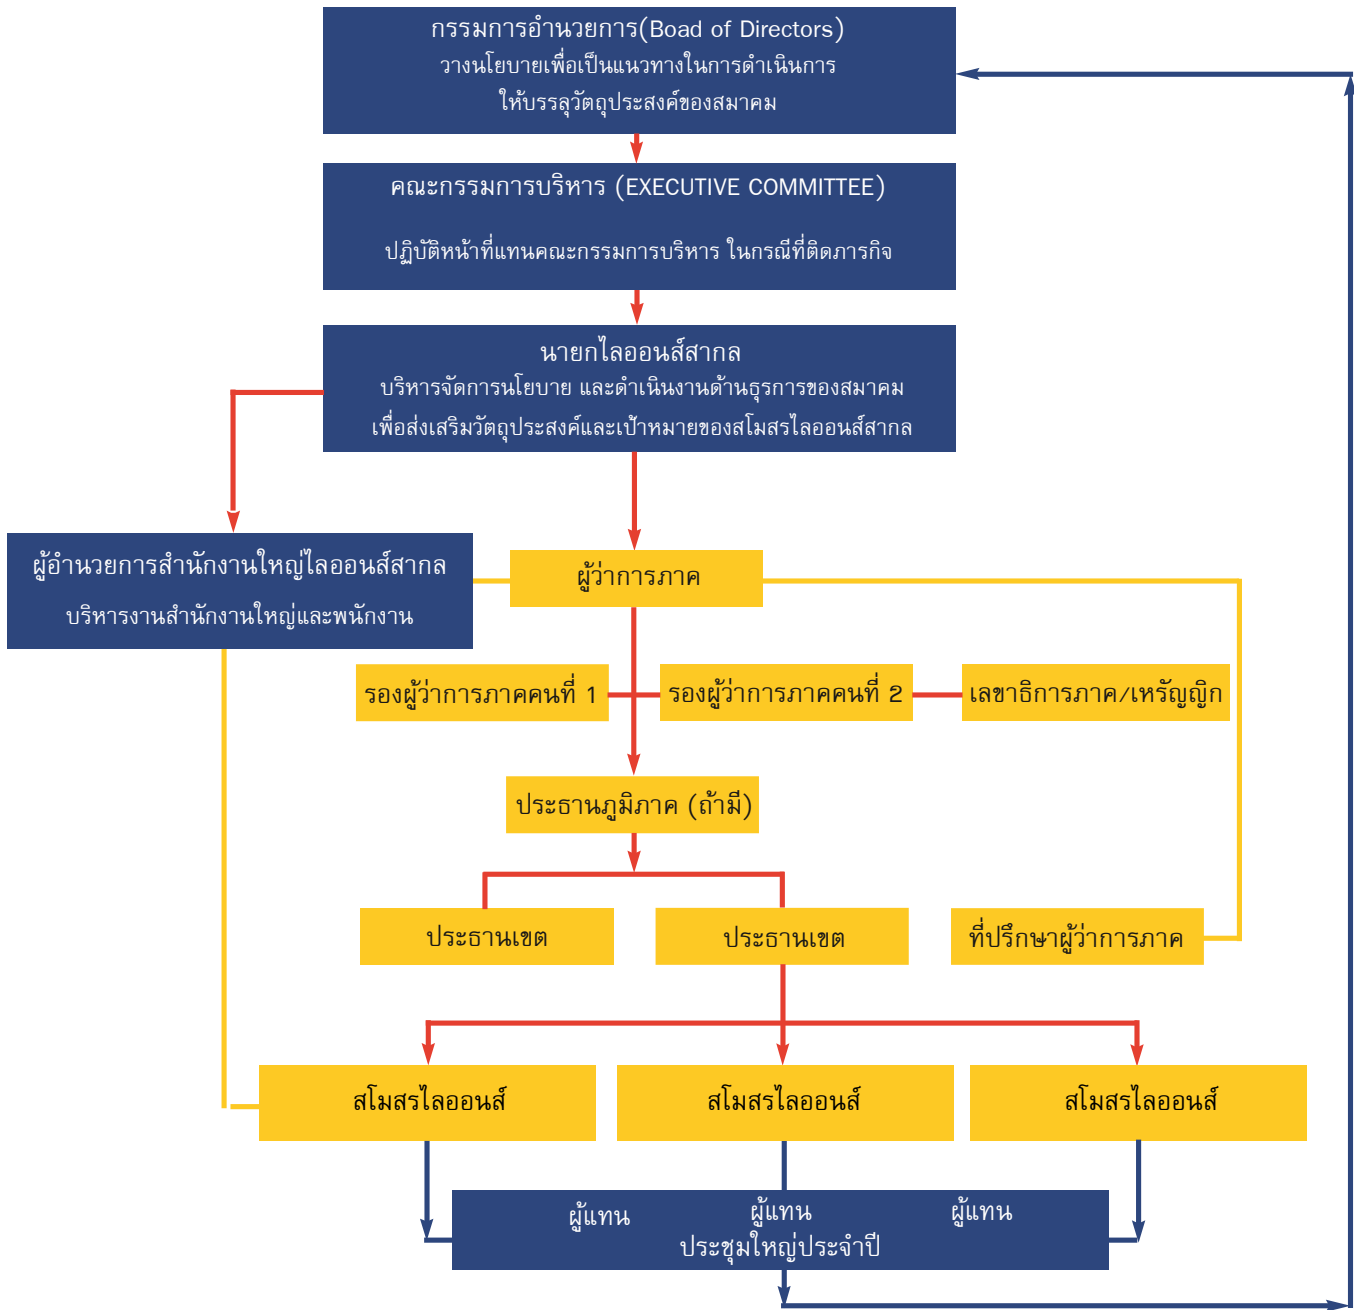 กรรมการอำนวยการ(Boad of Directors)
วางนโยบายเพื่อเป็นแนวทางในการดำเนินการ
ให้บรรลุวัตถุประสงค์ของสมาคม
คณะกรรมการบริหาร (EXECUTIVE COMMITTEE)
ปฏิบัติหน้าที่แทนคณะกรรมการบริหาร ในกรณีที่ติดภารกิจ
นายกไลออนส์สากล
บริหารจัดการนโยบาย และดำเนินงานด้านธุรการของสมาคม
เพื่อส่งเสริมวัตถุประสงค์และเป้าหมายของสโมสรไลออนส์สากล
ผู้อำนวยการสำนักงานใหญ่ไลออนส์สากล
บริหารงานสำนักงานใหญ่และพนักงาน
ผู้ว่าการภาค
รองผู้ว่าการภาคคนที่ 1
รองผู้ว่าการภาคคนที่ 2
เลขาธิการภาค/เหรัญญิก
ประธานภูมิภาค (ถ้ามี)
ประธานเขต
ประธานเขต
ที่ปรึกษาผู้ว่าการภาค
สโมสรไลออนส์
สโมสรไลออนส์
สโมสรไลออนส์
ผู้แทน
ผู้แทน
ผู้แทน
ประชุมใหญ่ประจำปี